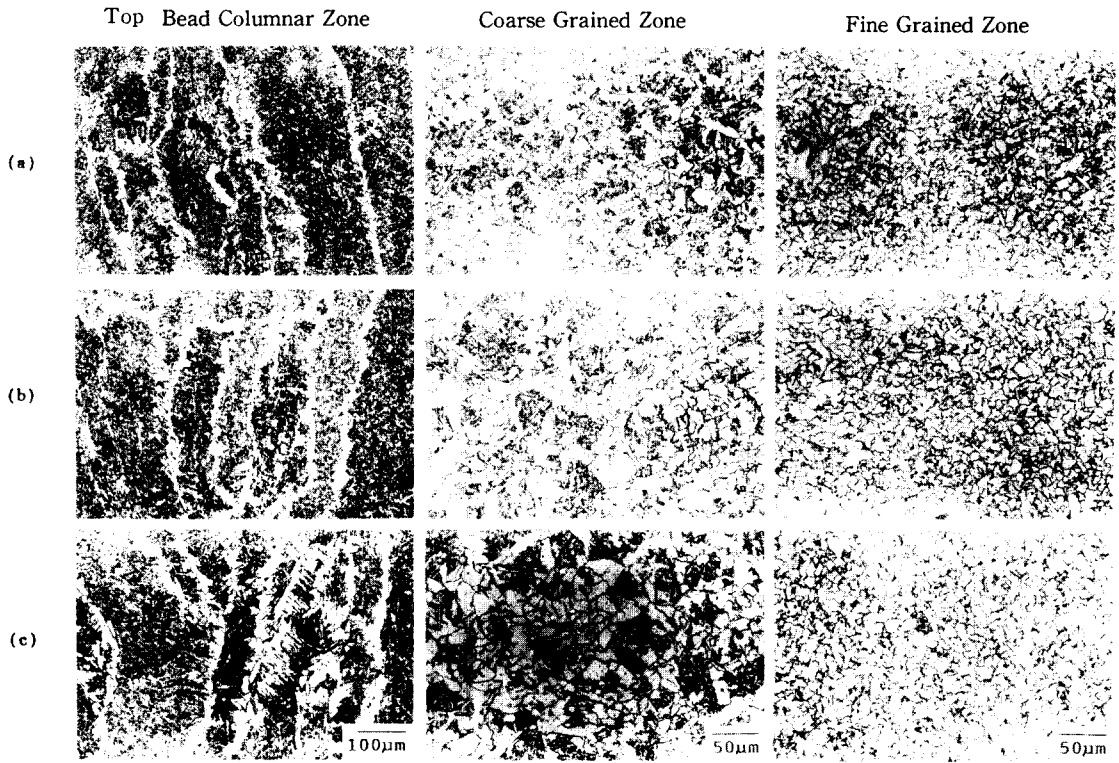 Top Bead Columnar Zone Coarse Grained Zone Fine Grained Zone
(a)
(b)
(c)
100μm 50μm 50μm